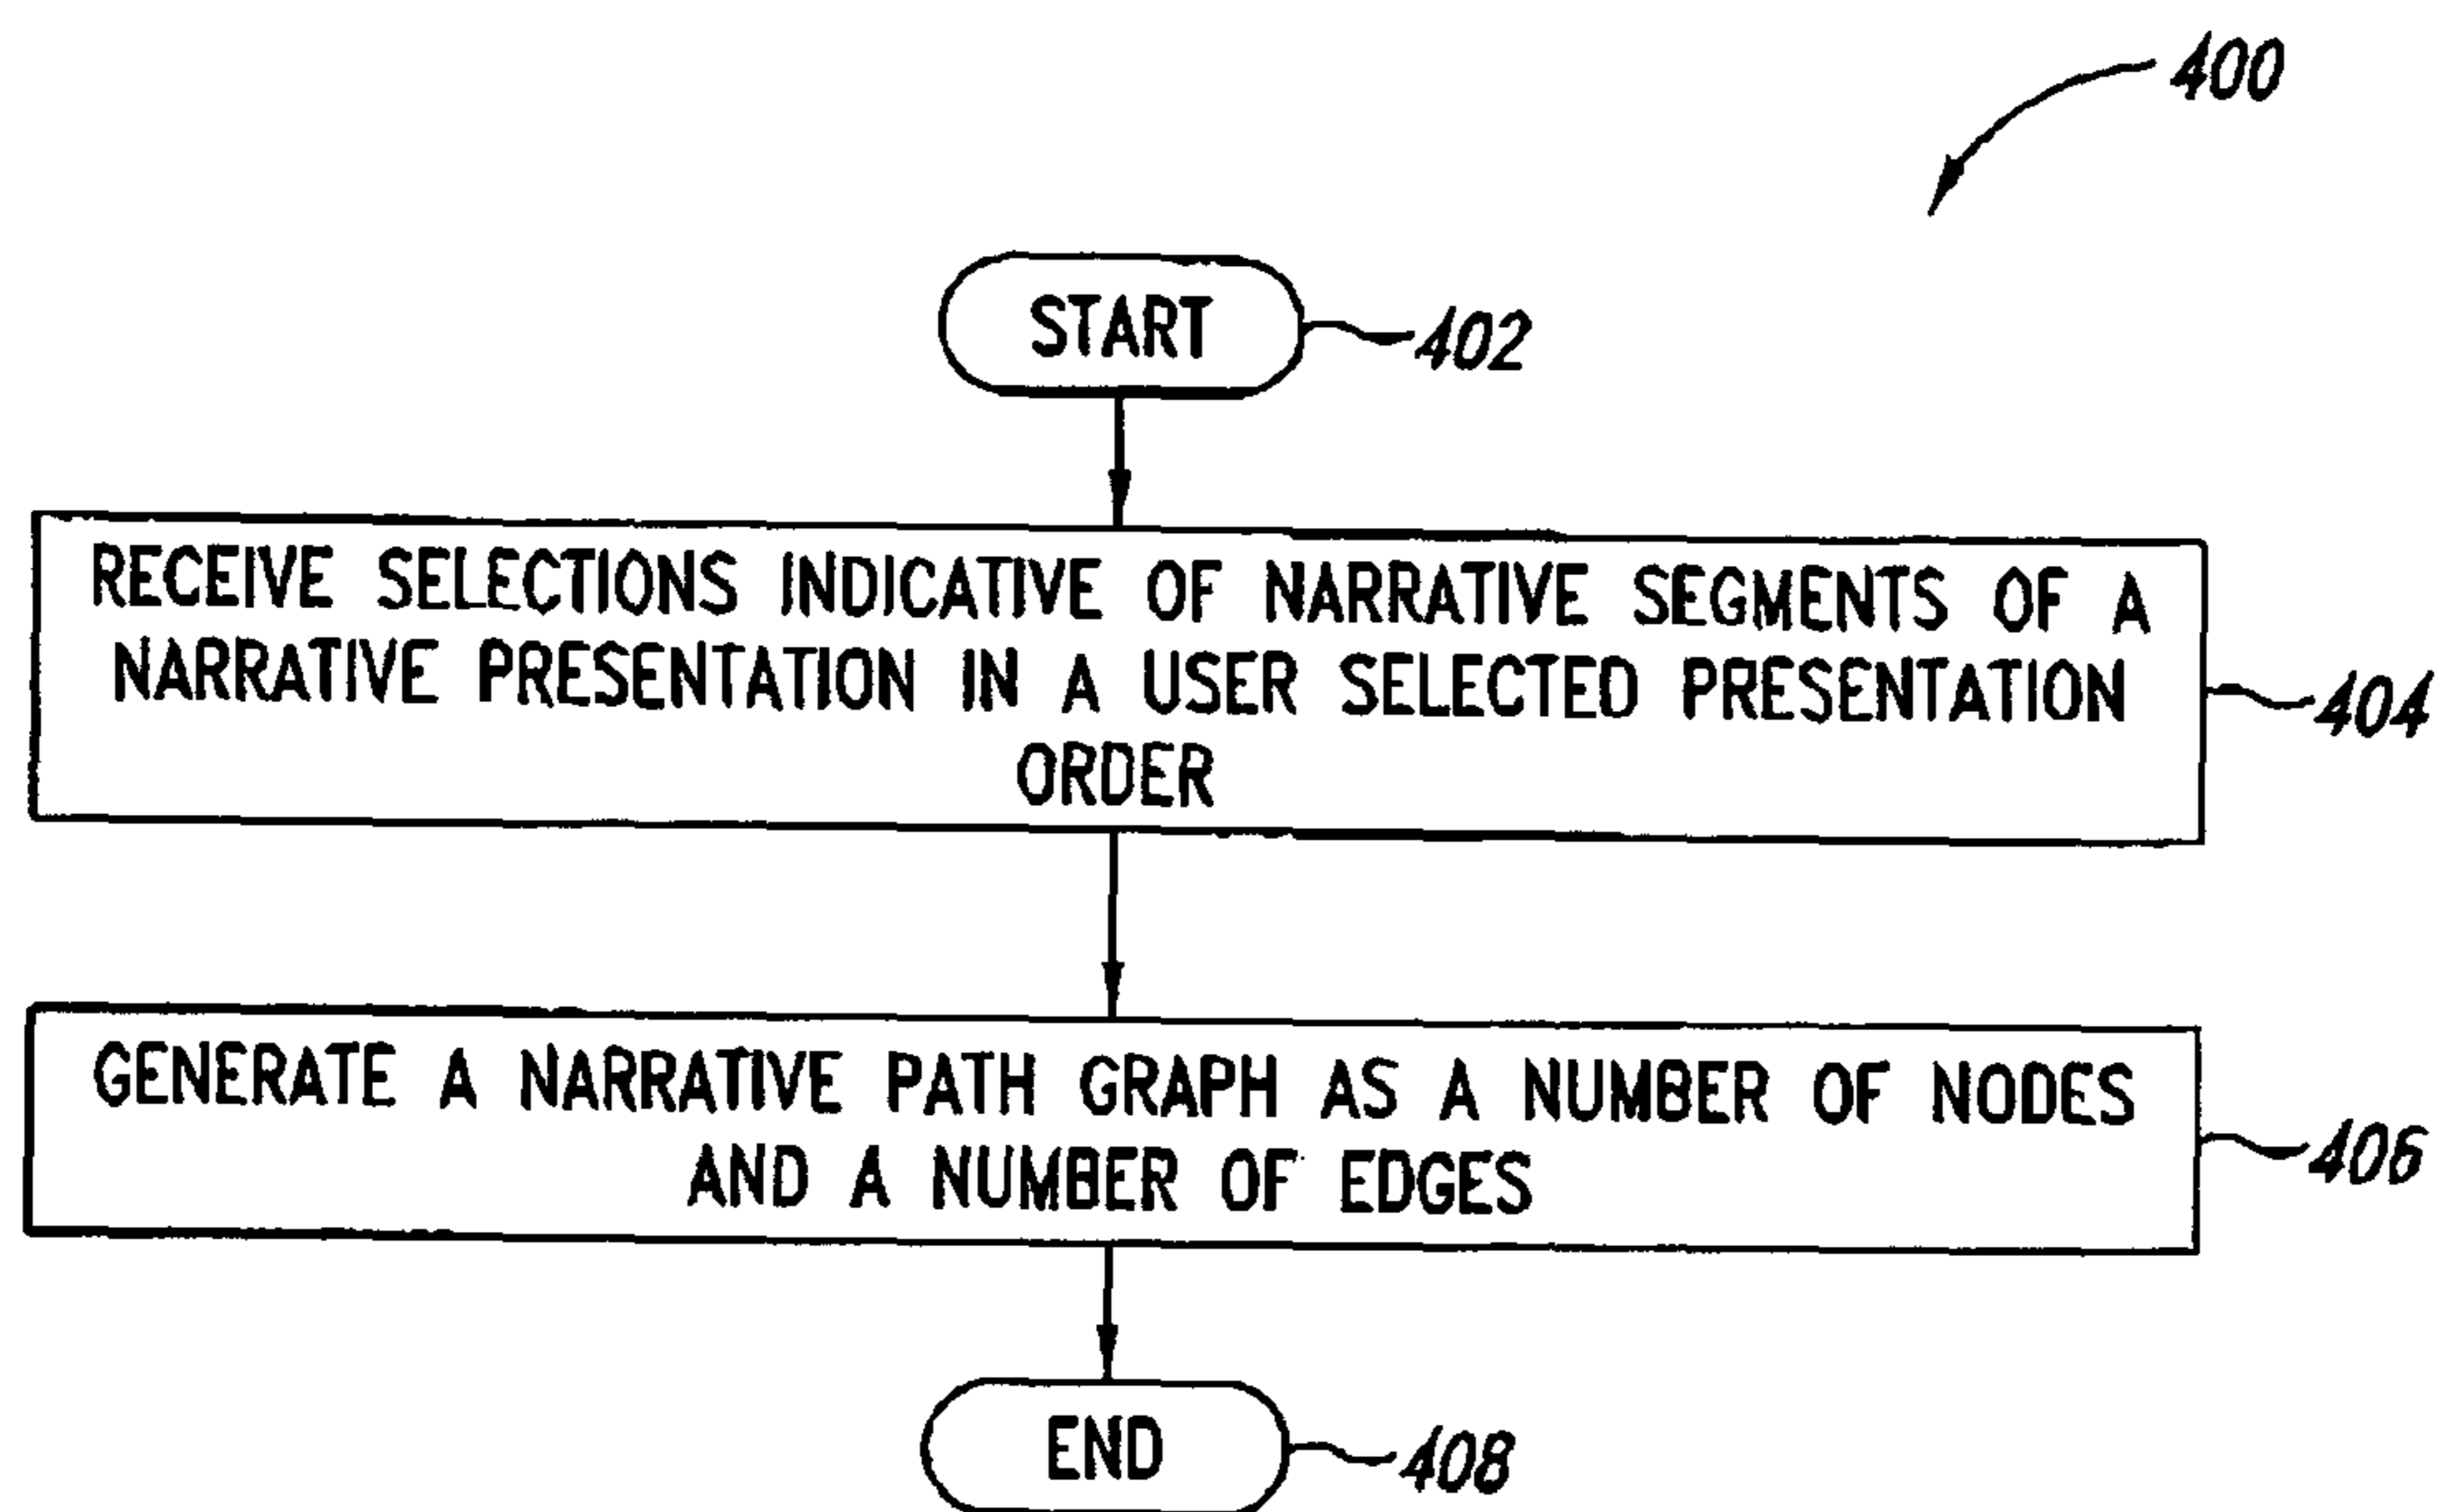 400
START
402
RECEIVE SELECTIONS INDICATIVE OF NARRATIVE SEGMENTS OF A
NARRATIVE PRESENTATION IN A USER SELECTED PRESENTATION
ORDER
404
GENERATE A NARRATIVE PATH GRAPH AS A NUMBER OF NODES
AND A NUMBER OF EDGES
406
END
408